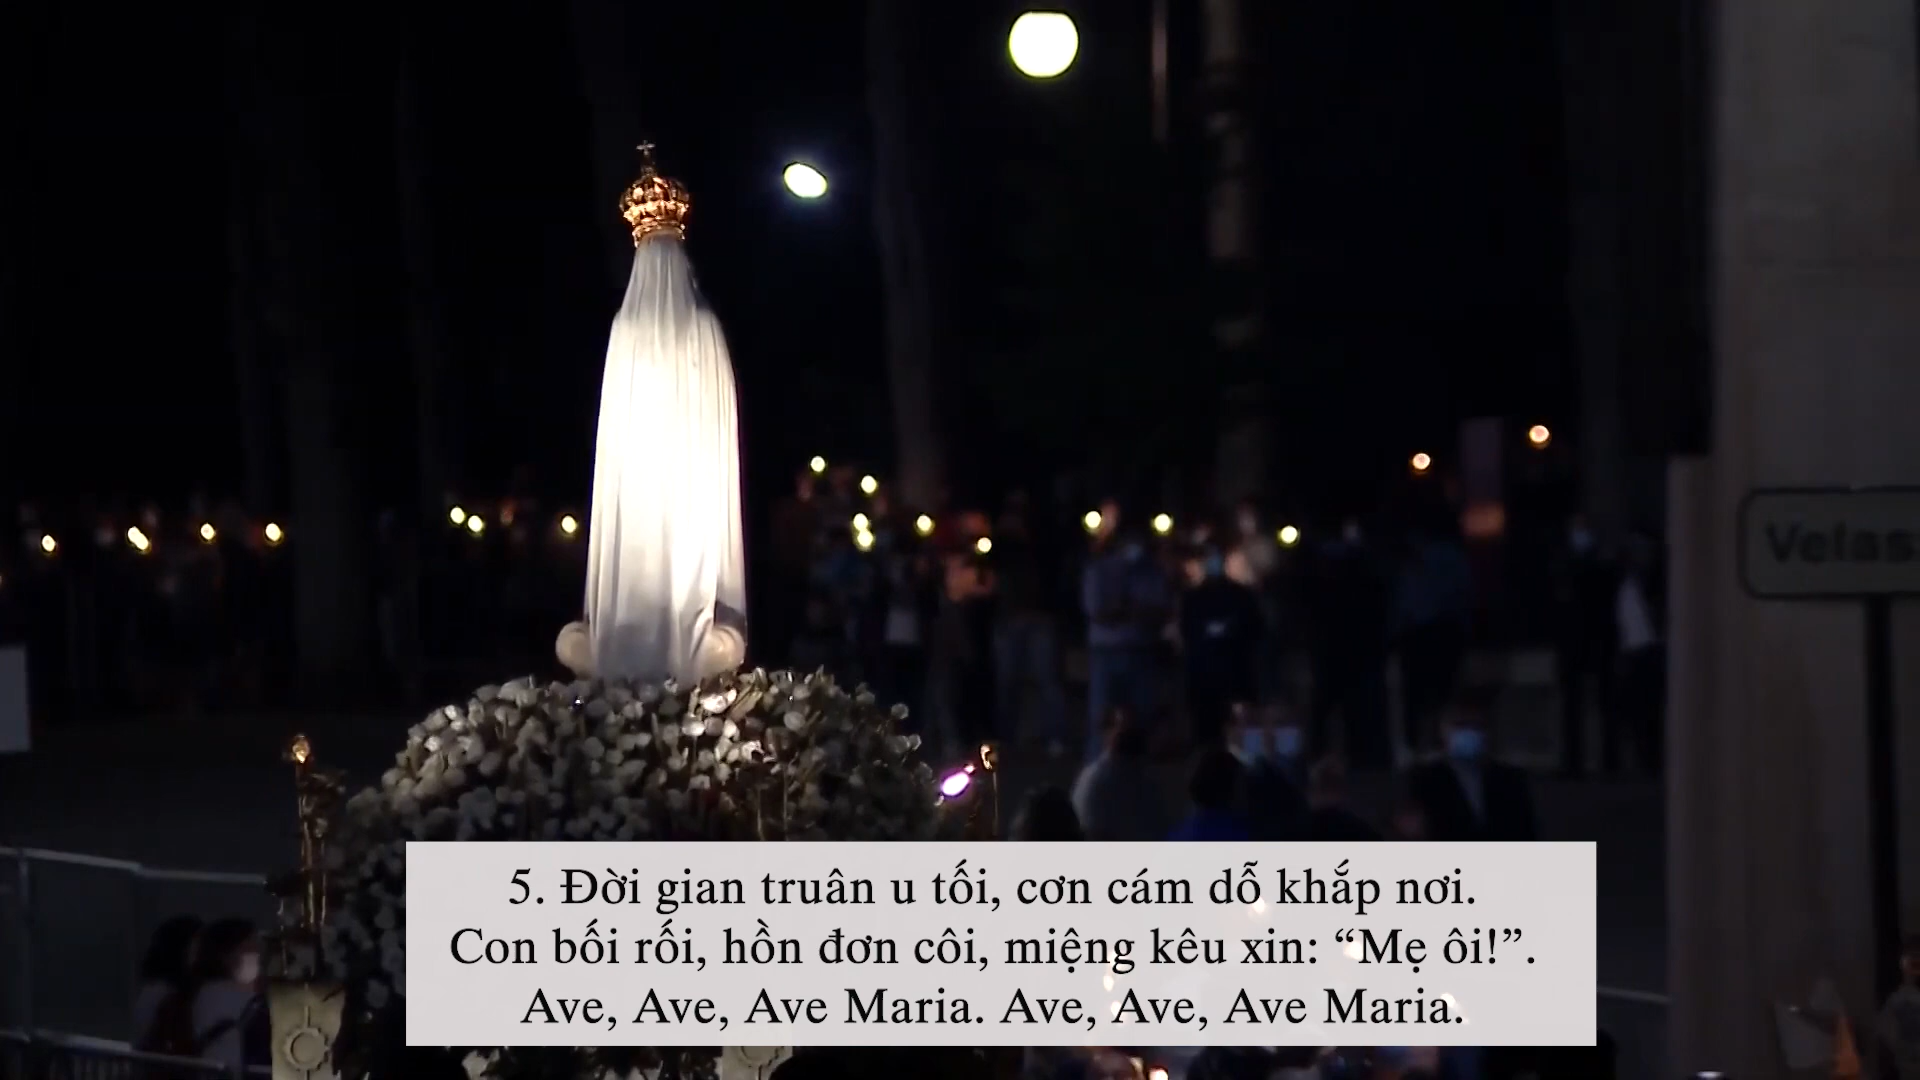 Velas
5. Đời gian truân u tối, cơn cám dỗ khắp nơi.
Con bối rối, hồn đơn côi, miệng kêu xin: “Mẹ ôi!”.
Ave, Ave, Ave Maria. Ave, Ave, Ave Maria.